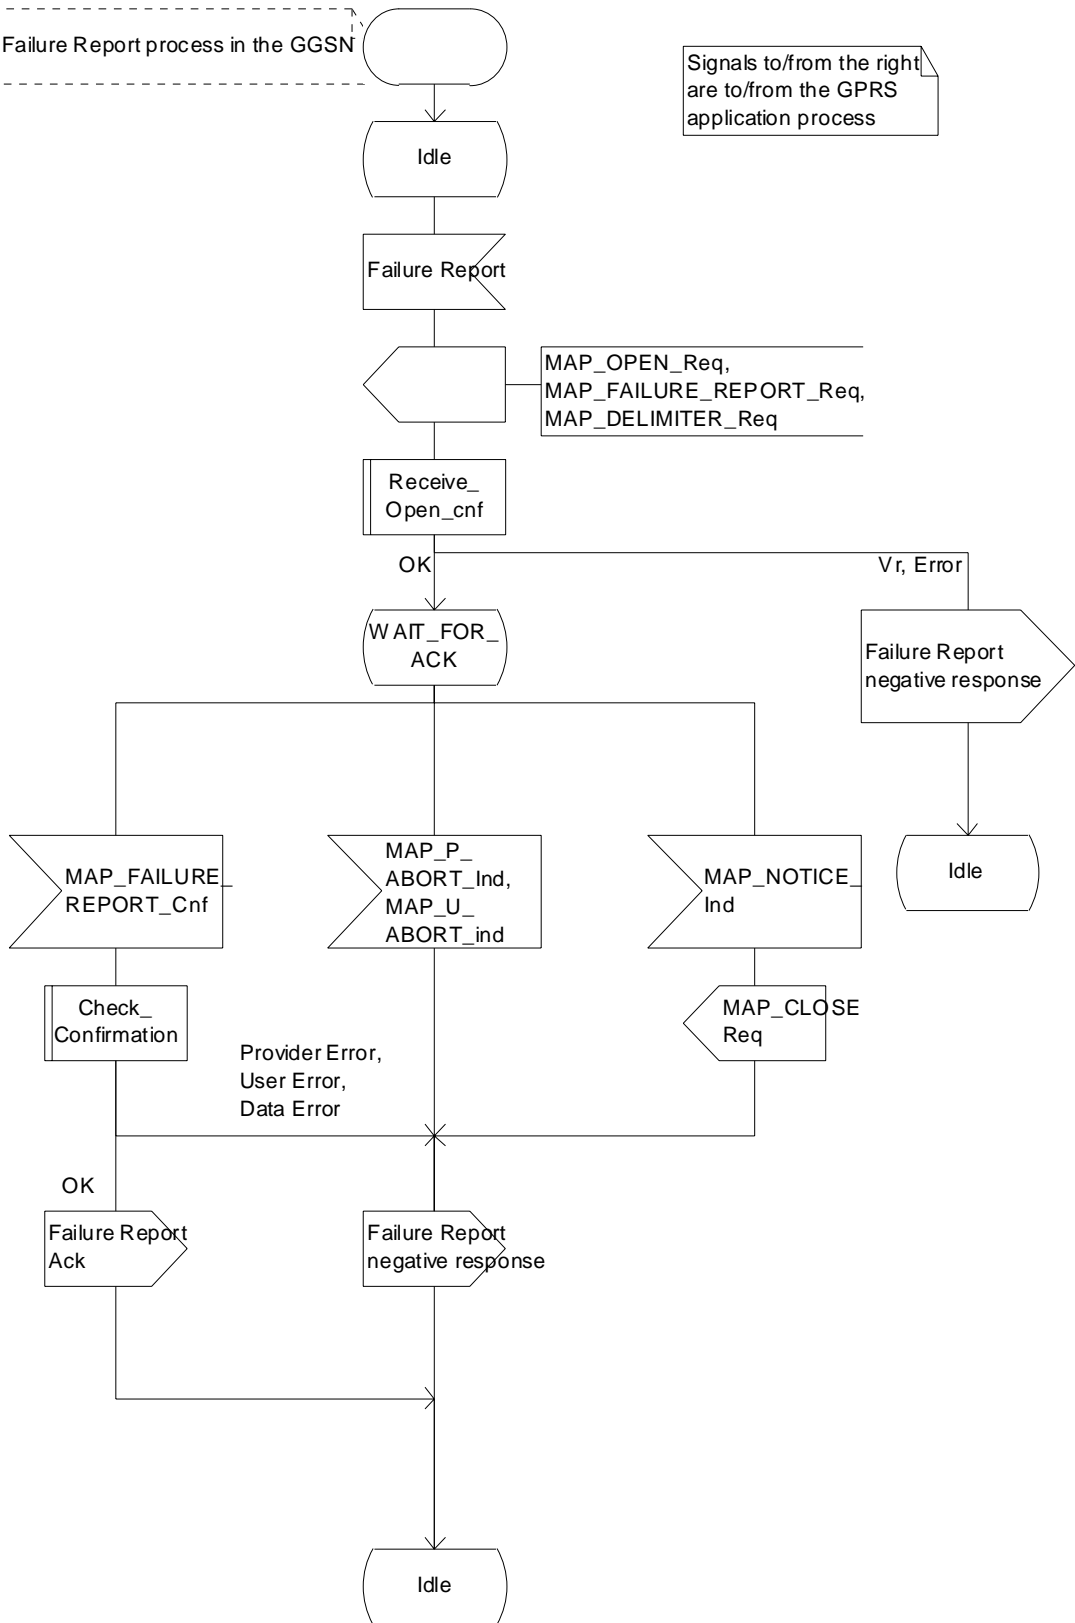 Failure Report process in the GGSN
Signals to/from the right
are to/from the GPRS
application process
Idle
Failure Report
MAP_OPEN_Req,
MAP_FAILURE_REPORT_Req,
MAP_DELIMITER_Req
Receive_
Open_cnf
OK
Vr, Error
WAIT_FOR_
ACK
Failure Report
negative response
MAP_FAILURE_
REPORT_Cnf
MAP_P_
ABORT_Ind,
MAP_U_
ABORT_ind
MAP_NOTICE_
Ind
Idle
Check_
Confirmation
MAP_CLOSE
Req
Provider Error,
User Error,
Data Error
OK
Failure Report
Ack
Failure Report
negative response
Idle